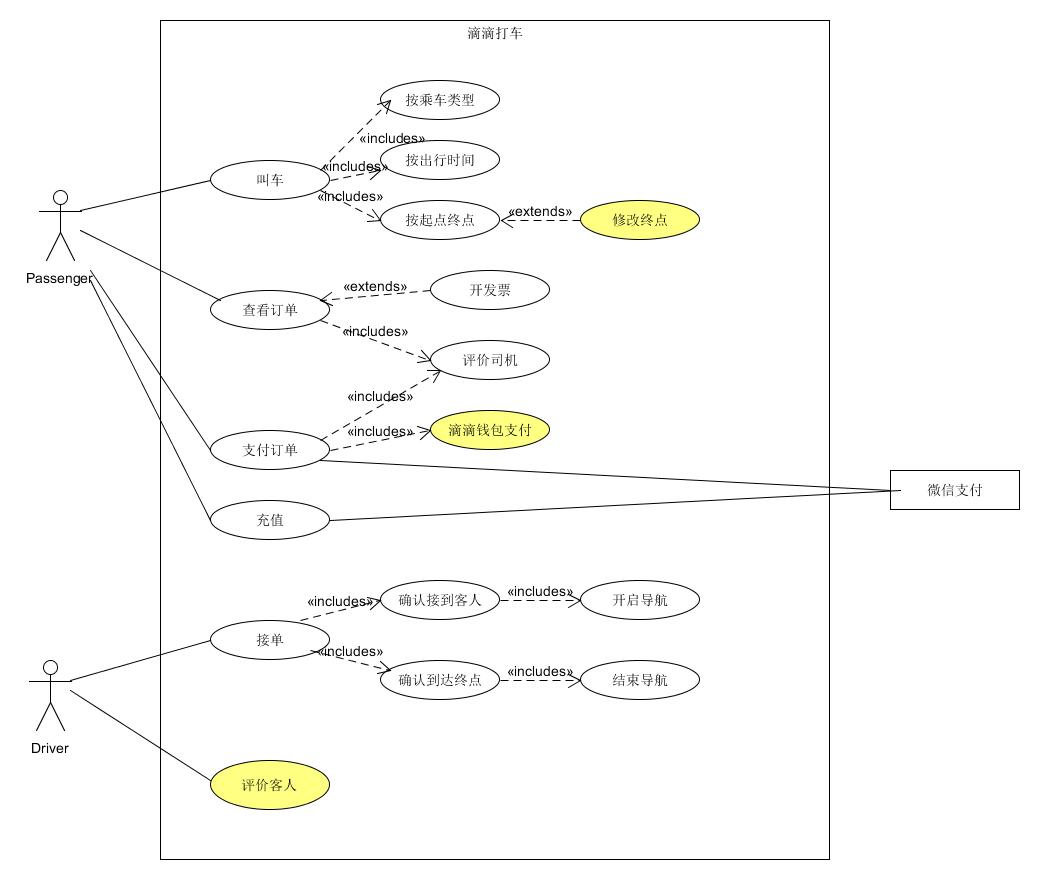 滴滴打车
按乘车类型
«includes»
按出行时间
«includes»
叫车
«includes»
按起点终点
«extends»
修改终点
Passenger
«extends»
开发票
查看订单
«includes»
评价司机
«includes»
«includes»
滴滴钱包支付
支付订单
微信支付
充值
«includes»
确认接到客人
«includes»
开启导航
接单
«includes»
确认到达终点
«includes»
结束导航
Driver
评价客人